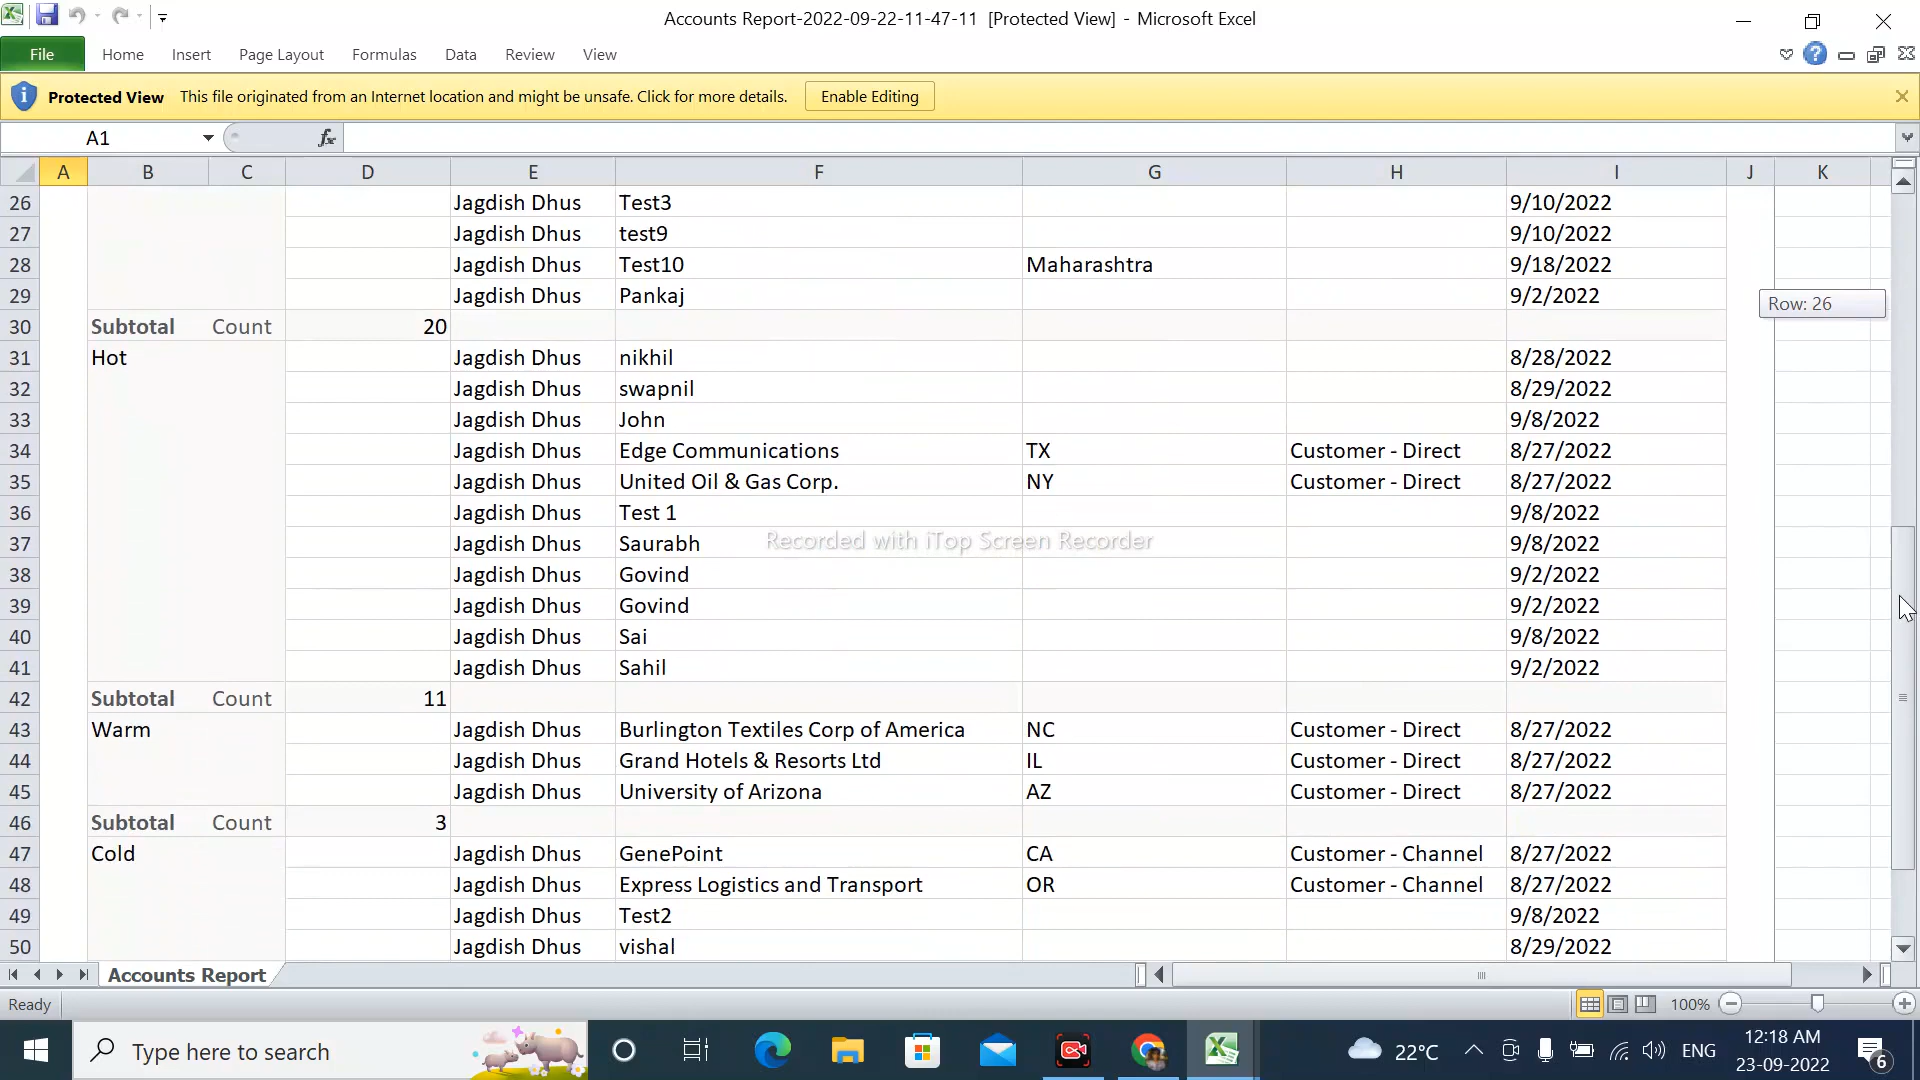 Accounts Report-2022-09-22-11-47-11 [Protected View] - Microsoft Excel
File Home Insert Page Layout Formulas Data Review View
Protected View This file originated from an Internet location and might be unsafe. Click for more details. Enable Editing
A1 fx
A B C D E F G H I J K
26 Jagdish Dhus Test3 9/10/2022
27 Jagdish Dhus test9 9/10/2022
28 Jagdish Dhus Test10 Maharashtra 9/18/2022
29 Jagdish Dhus Pankaj 9/2/2022 Row: 26
30 Subtotal Count 20
31 Hot Jagdish Dhus nikhil 8/28/2022
32 Jagdish Dhus swapnil 8/29/2022
33 Jagdish Dhus John 9/8/2022
34 Jagdish Dhus Edge Communications TX Customer - Direct 8/27/2022
35 Jagdish Dhus United Oil & Gas Corp. NY Customer - Direct 8/27/2022
36 Jagdish Dhus Test 1 9/8/2022
37 Jagdish Dhus Saurabh 9/8/2022
Recorded with iTop Screen Recorder
38 Jagdish Dhus Govind 9/2/2022
39 Jagdish Dhus Govind 9/2/2022
40 Jagdish Dhus Sai 9/8/2022
41 Jagdish Dhus Sahil 9/2/2022
42 Subtotal Count 11
43 Warm Jagdish Dhus Burlington Textiles Corp of America NC Customer - Direct 8/27/2022
44 Jagdish Dhus Grand Hotels & Resorts Ltd IL Customer - Direct 8/27/2022
45 Jagdish Dhus University of Arizona AZ Customer - Direct 8/27/2022
46 Subtotal Count 3
47 Cold Jagdish Dhus GenePoint CA Customer - Channel 8/27/2022
48 Jagdish Dhus Express Logistics and Transport OR Customer - Channel 8/27/2022
49 Jagdish Dhus Test2 9/8/2022
50 Jagdish Dhus vishal 8/29/2022
Accounts Report
Ready 100%
Type here to search 22°C ENG 12:18 AM
23-09-2022 6